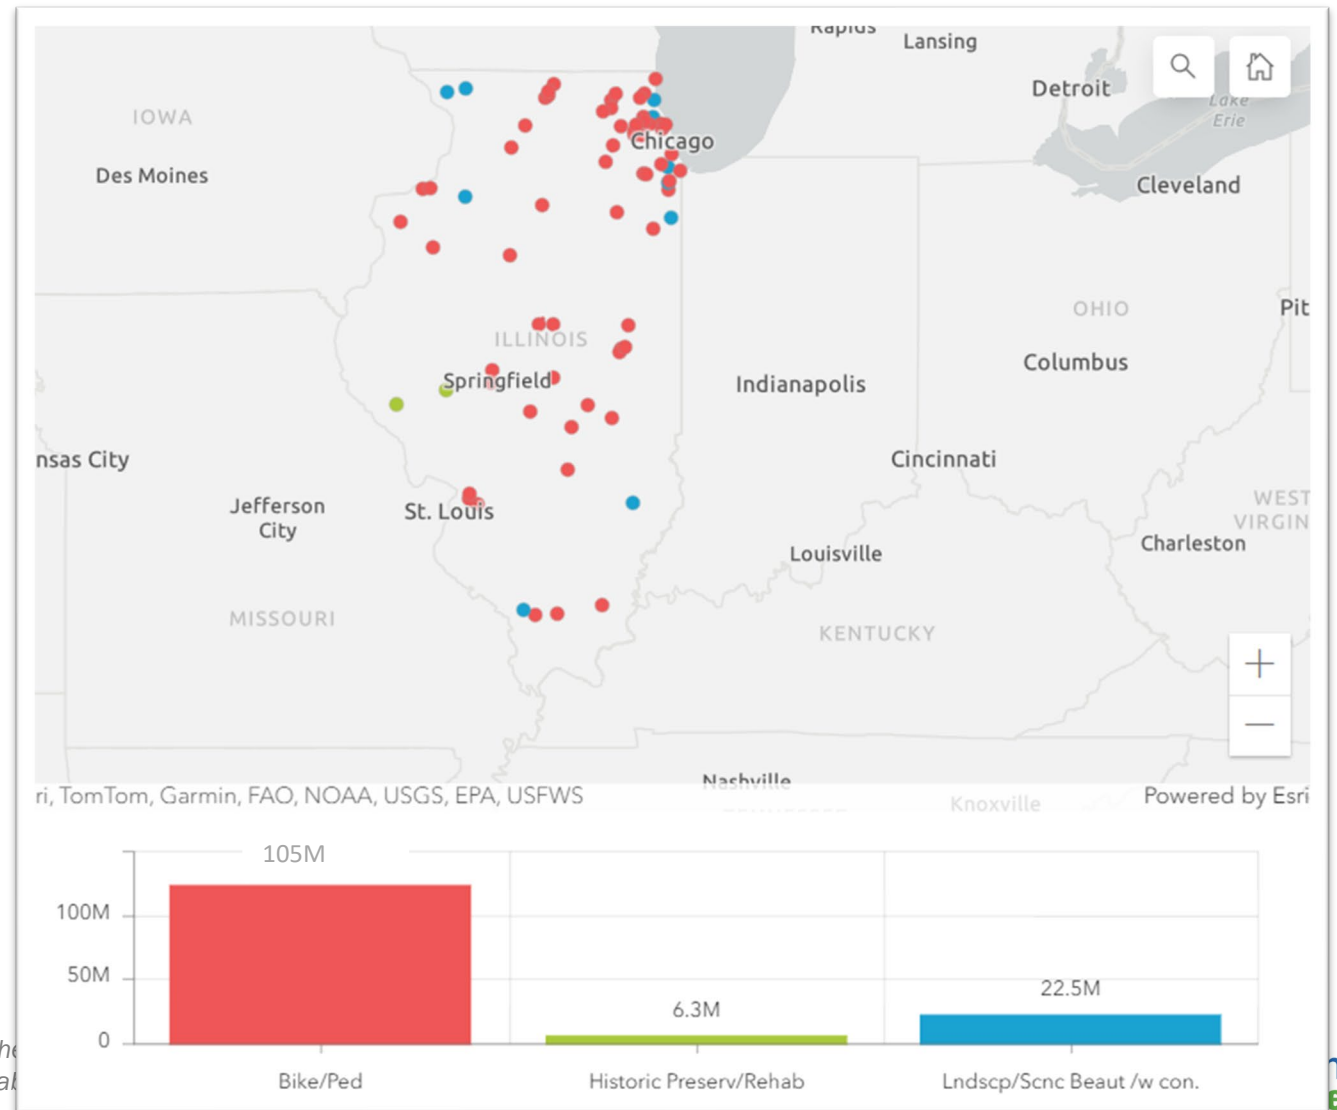 Rapids
Lansing
Detroit
Lake
Erie
IOWA
Chicago
Des Moines
Cleveland
OHIO
Pit
ILLINOIS
Columbus
Springfield
Indianapolis
nsas City
Cincinnati
Jefferson
City
St. Louis
WEST
VIRGIN
Charleston
Louisville
MISSOURI
KENTUCKY
Nashville
Knoxville
ri, TomTom, Garmin, FAO, NOAA, USGS, EPA, USFWS
Powered by Esri
105M
100M
50M
0
6.3M
22.5M
Bike/Ped
Historic Preserv/Rehab
Lndscp/Scnc Beaut /w con.